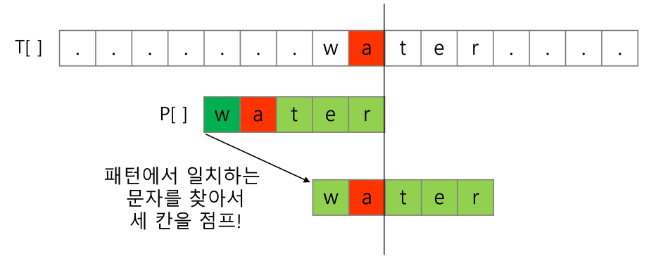 T[ ] . . . . . . . w a t e r . . . .
P[ ] w a t e r
패턴에서 일치하는
문자를 찾아서
세 칸을 점프!
w a t e r